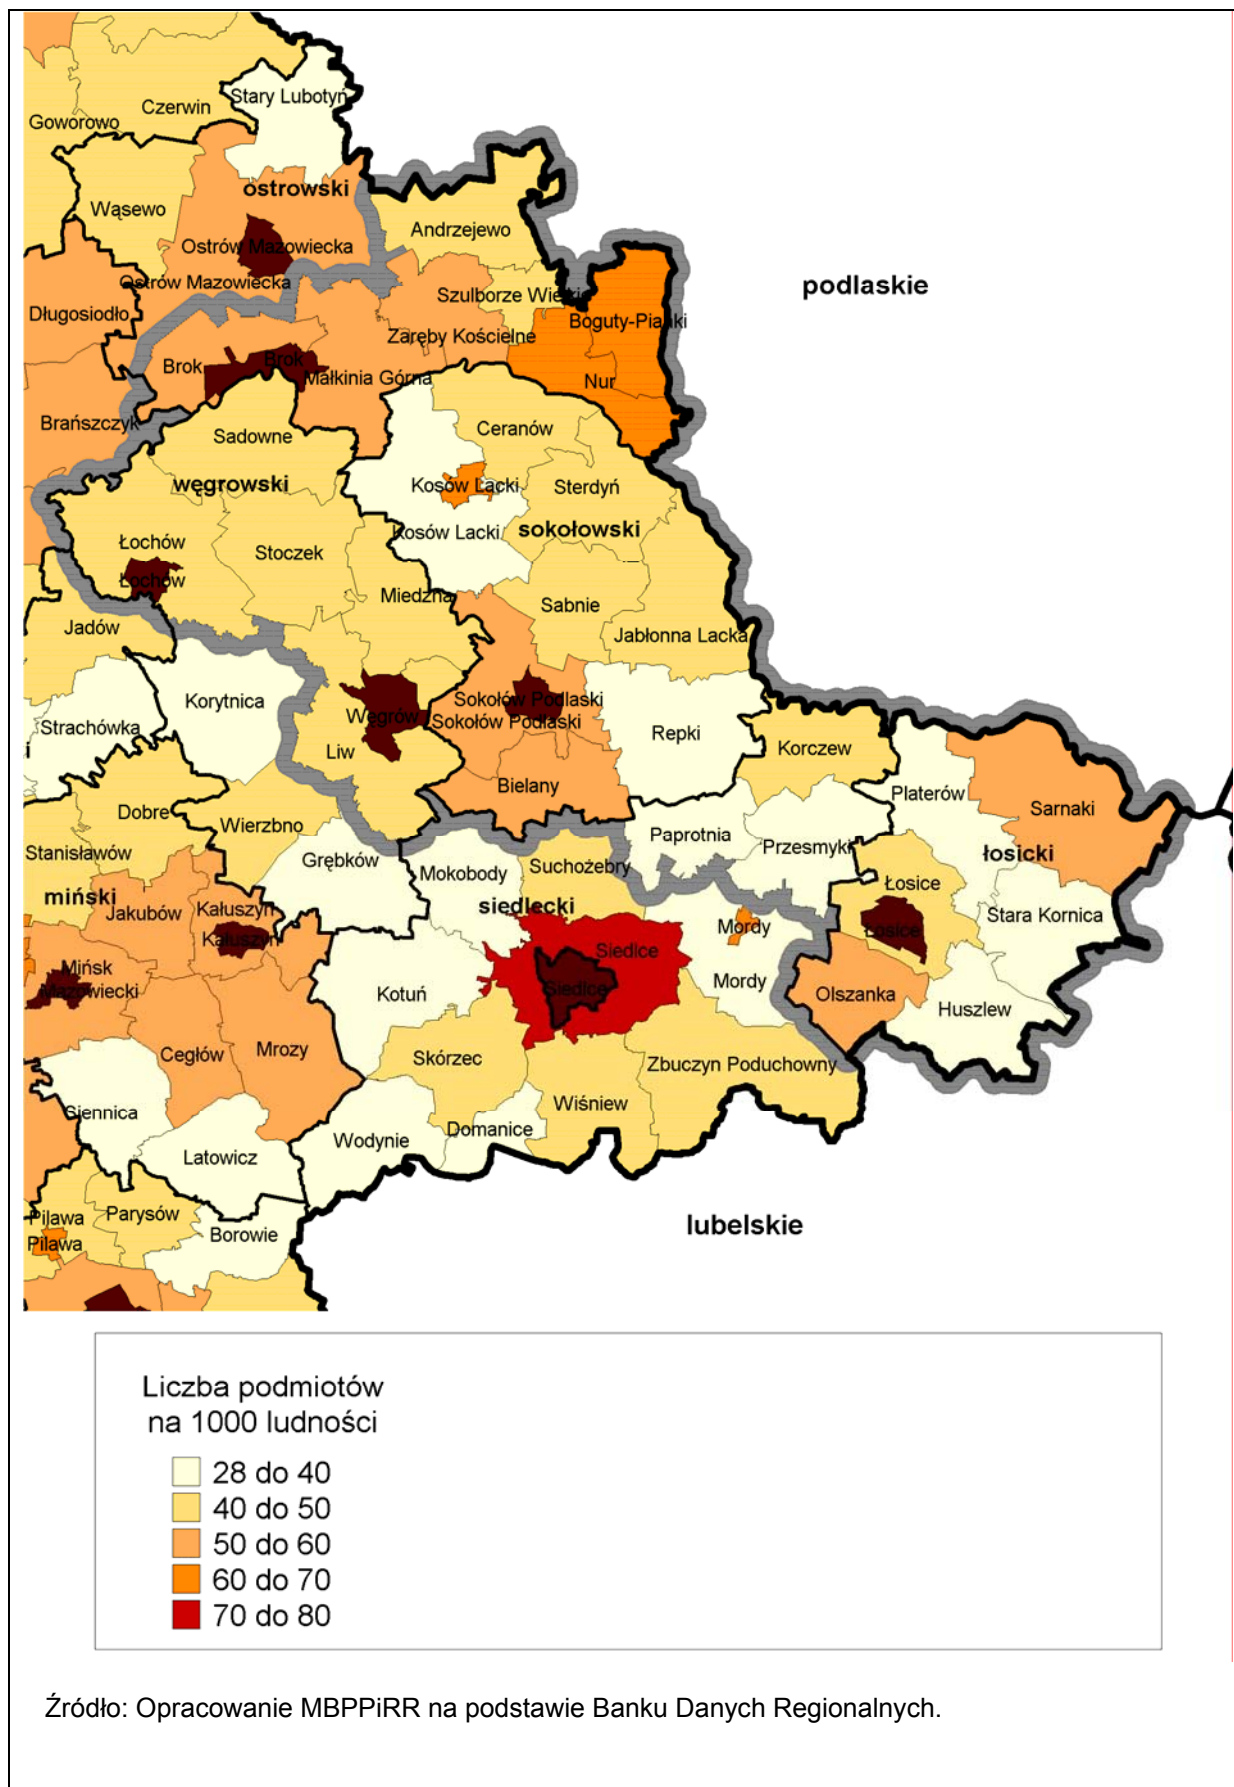 Stary Lubotyń
Czerwin
Goworowo
ostrowski
Wąsewo
Andrzejewo
Ostrów Mazowiecka
Ostrów Mazowiecka
podlaskie
Szulborze Wielkie
Długosiodło
Boguty-Pianki
Zaręby Kościelne
Brok
Brok
Małkinia Górna
Nur
Brańszczyk
Ceranów
Sadowne
węgrowski
Kosów Lacki
Sterdyń
Kosów Lacki
sokołowski
Łochów
Stoczek
Łochów
Miedzna
Sabnie
Jadów
Jabłonna Lacka
Korytnica
Sokołów Podlaski
Strachówka
Węgrów
Sokołów Podlaski
i
Liw
Repki
Korczew
Bielany
Platerów
Sarnaki
Dobre
Wierzbno
Paprotnia
Przesmyki
Stanisławów
Grębków
Suchożebry
łosicki
Mokobody
Łosice
miński
Jakubów
Kałuszyn
siedlecki
Stara Kornica
Mordy
Łosice
Kałuszyn
Siedlce
Mińsk
Mazowiecki
Mordy
Siedlce
Kotuń
Olszanka
Huszlew
Cegłów
Mrozy
Skórzec
Zbuczyn Poduchowny
Siennica
Wiśniew
Wodynie
Domanice
Latowicz
Pilawa
Parysów
lubelskie
Borowie
Pilawa
Liczba podmiotów
na 1000 ludności
28 do 40
40 do 50
50 do 60
60 do 70
70 do 80
Źródło: Opracowanie MBPPiRR na podstawie Banku Danych Regionalnych.